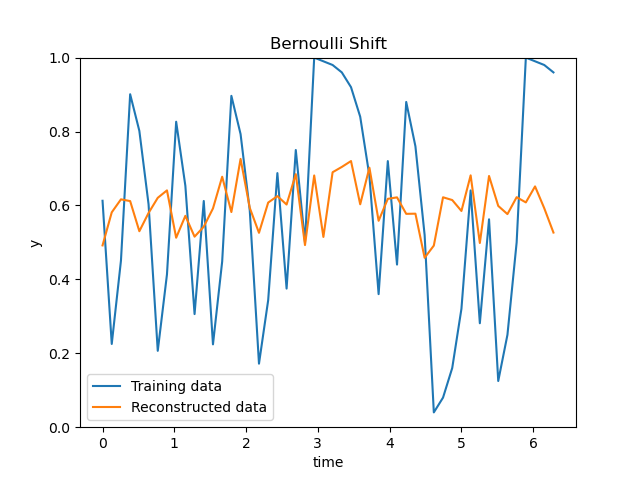 Bernoulli Shift
y
1.0
0.8
0.6
0.4
0.2
0.0
Training data
Reconstructed data
0 1 2 3 4 5 6
time